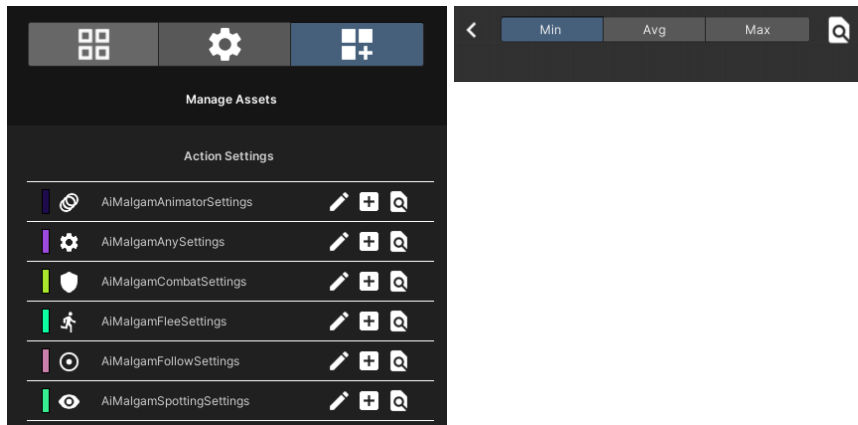 Manage Assets
Action Settings
AiMalgamAnimatorSettings
AiMalgamAnySettings
AiMalgamCombatSettings
AiMalgamFleeSettings
AiMalgamFollowSettings
AiMalgamSpottingSettings
Min Avg Max